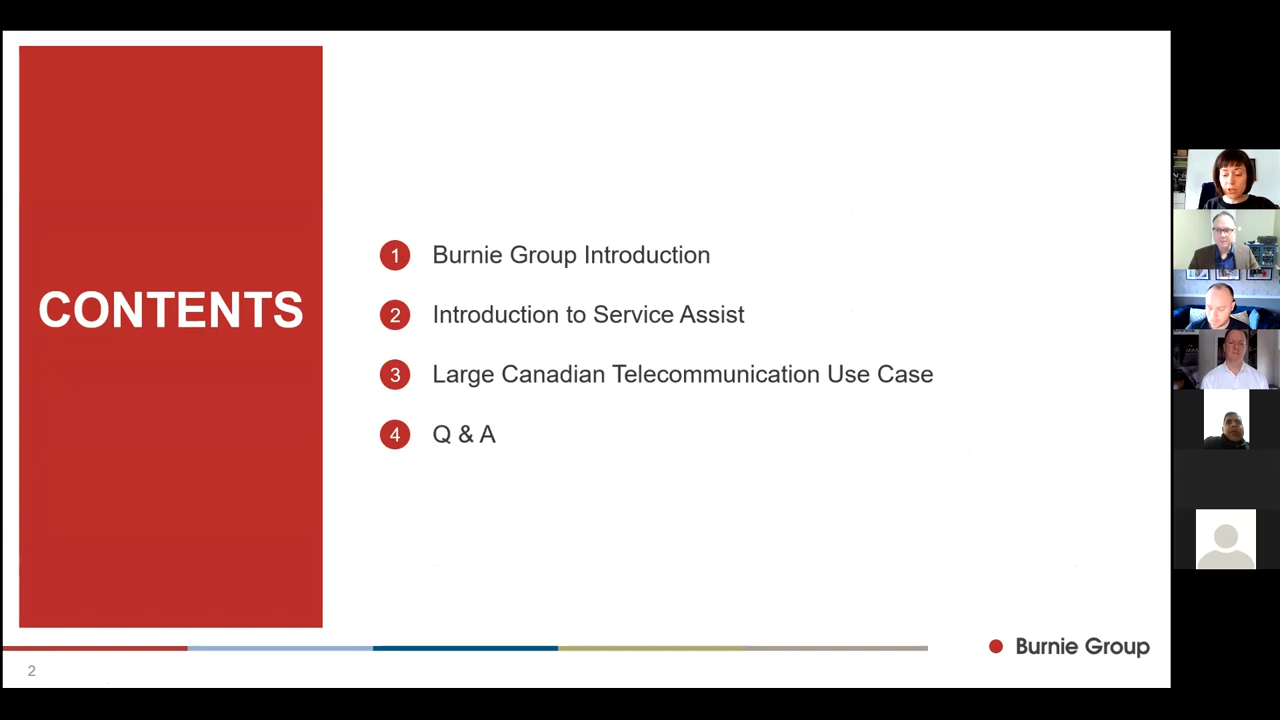 CONTENTS
1 Burnie Group Introduction
2 Introduction to Service Assist
3 Large Canadian Telecommunication Use Case
4 Q & A
Burnie Group
2